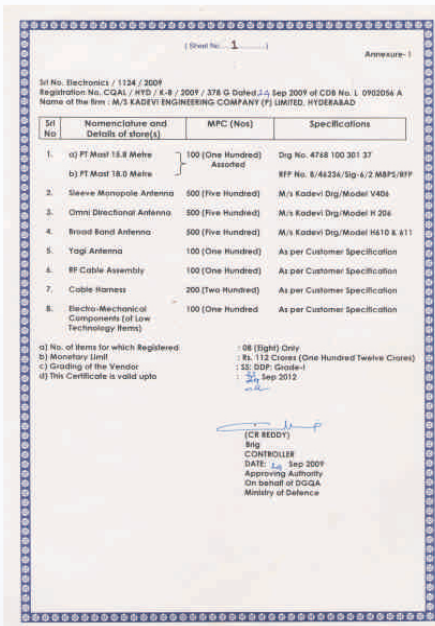 ( Sheet No. 1 )
Annexure- 1
Srl No. Electronics / 1124 / 2009
Registration No. CQAL / HYD / K-8 / 2009 / 378 G Dated 24 Sep 2009 of CDB No. L 0902056 A
Name of the firm : M/S KADEVI ENGINEERING COMPANY (P) LIMITED, HYDERABAD
Srl No Nomenclature and Details of store(s) MPC (Nos) Specifications
1. a) PT Mast 15.8 Metre 100 (One Hundred) Assorted Drg No. 4768 100 301 37
b) PT Mast 18.0 Metre RFP No. B/46236/Sig-6/2 MBPS/RFP
2. Sleeve Monopole Antenna 500 (Five Hundred) M/s Kadevi Drg/Model V406
3. Omni Directional Antenna 500 (Five Hundred) M/s Kadevi Drg/Model H 206
4. Broad Band Antenna 500 (Five Hundred) M/s Kadevi Drg/Model H610 & 611
5. Yagi Antenna 100 (One Hundred) As per Customer Specification
6. RF Cable Assembly 100 (One Hundred) As per Customer Specification
7. Cable Harness 200 (Two Hundred) As per Customer Specification
8. Electro-Mechanical Components (of Low Technology Items) 100 (One Hundred As per Customer Specification
a) No. of Items for which Registered : 08 (Eight) Only
b) Monetary Limit : Rs. 112 Crores (One Hundred Twelve Crores)
c) Grading of the Vendor : SS: DDP: Grade-I
d) This Certificate is valid upto : Sep 2012
(CR REDDY)
Brig
CONTROLLER
DATE: 24 Sep 2009
Approving Authority
On behalf of DGQA
Ministry of Defence